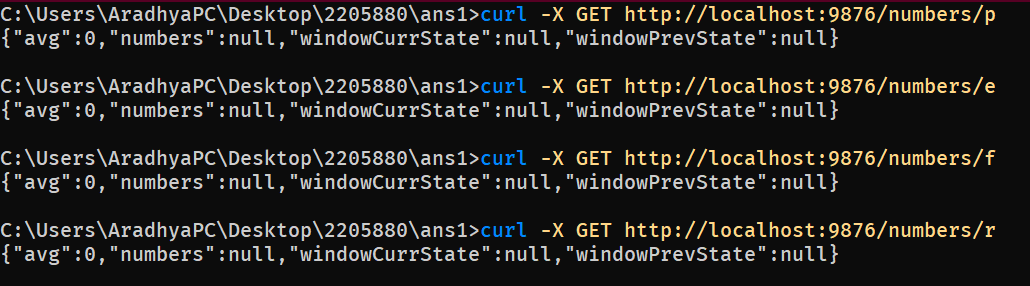 C:\Users\AradhyaPC\Desktop\2205880\ans1>curl -X GET http://localhost:9876/numbers/p
{"avg":0,"numbers":null,"windowCurrState":null,"windowPrevState":null}
C:\Users\AradhyaPC\Desktop\2205880\ans1>curl -X GET http://localhost:9876/numbers/e
{"avg":0,"numbers":null,"windowCurrState":null,"windowPrevState":null}
C:\Users\AradhyaPC\Desktop\2205880\ans1>curl -X GET http://localhost:9876/numbers/f
{"avg":0,"numbers":null,"windowCurrState":null,"windowPrevState":null}
C:\Users\AradhyaPC\Desktop\2205880\ans1>curl -X GET http://localhost:9876/numbers/r
{"avg":0,"numbers":null,"windowCurrState":null,"windowPrevState":null}